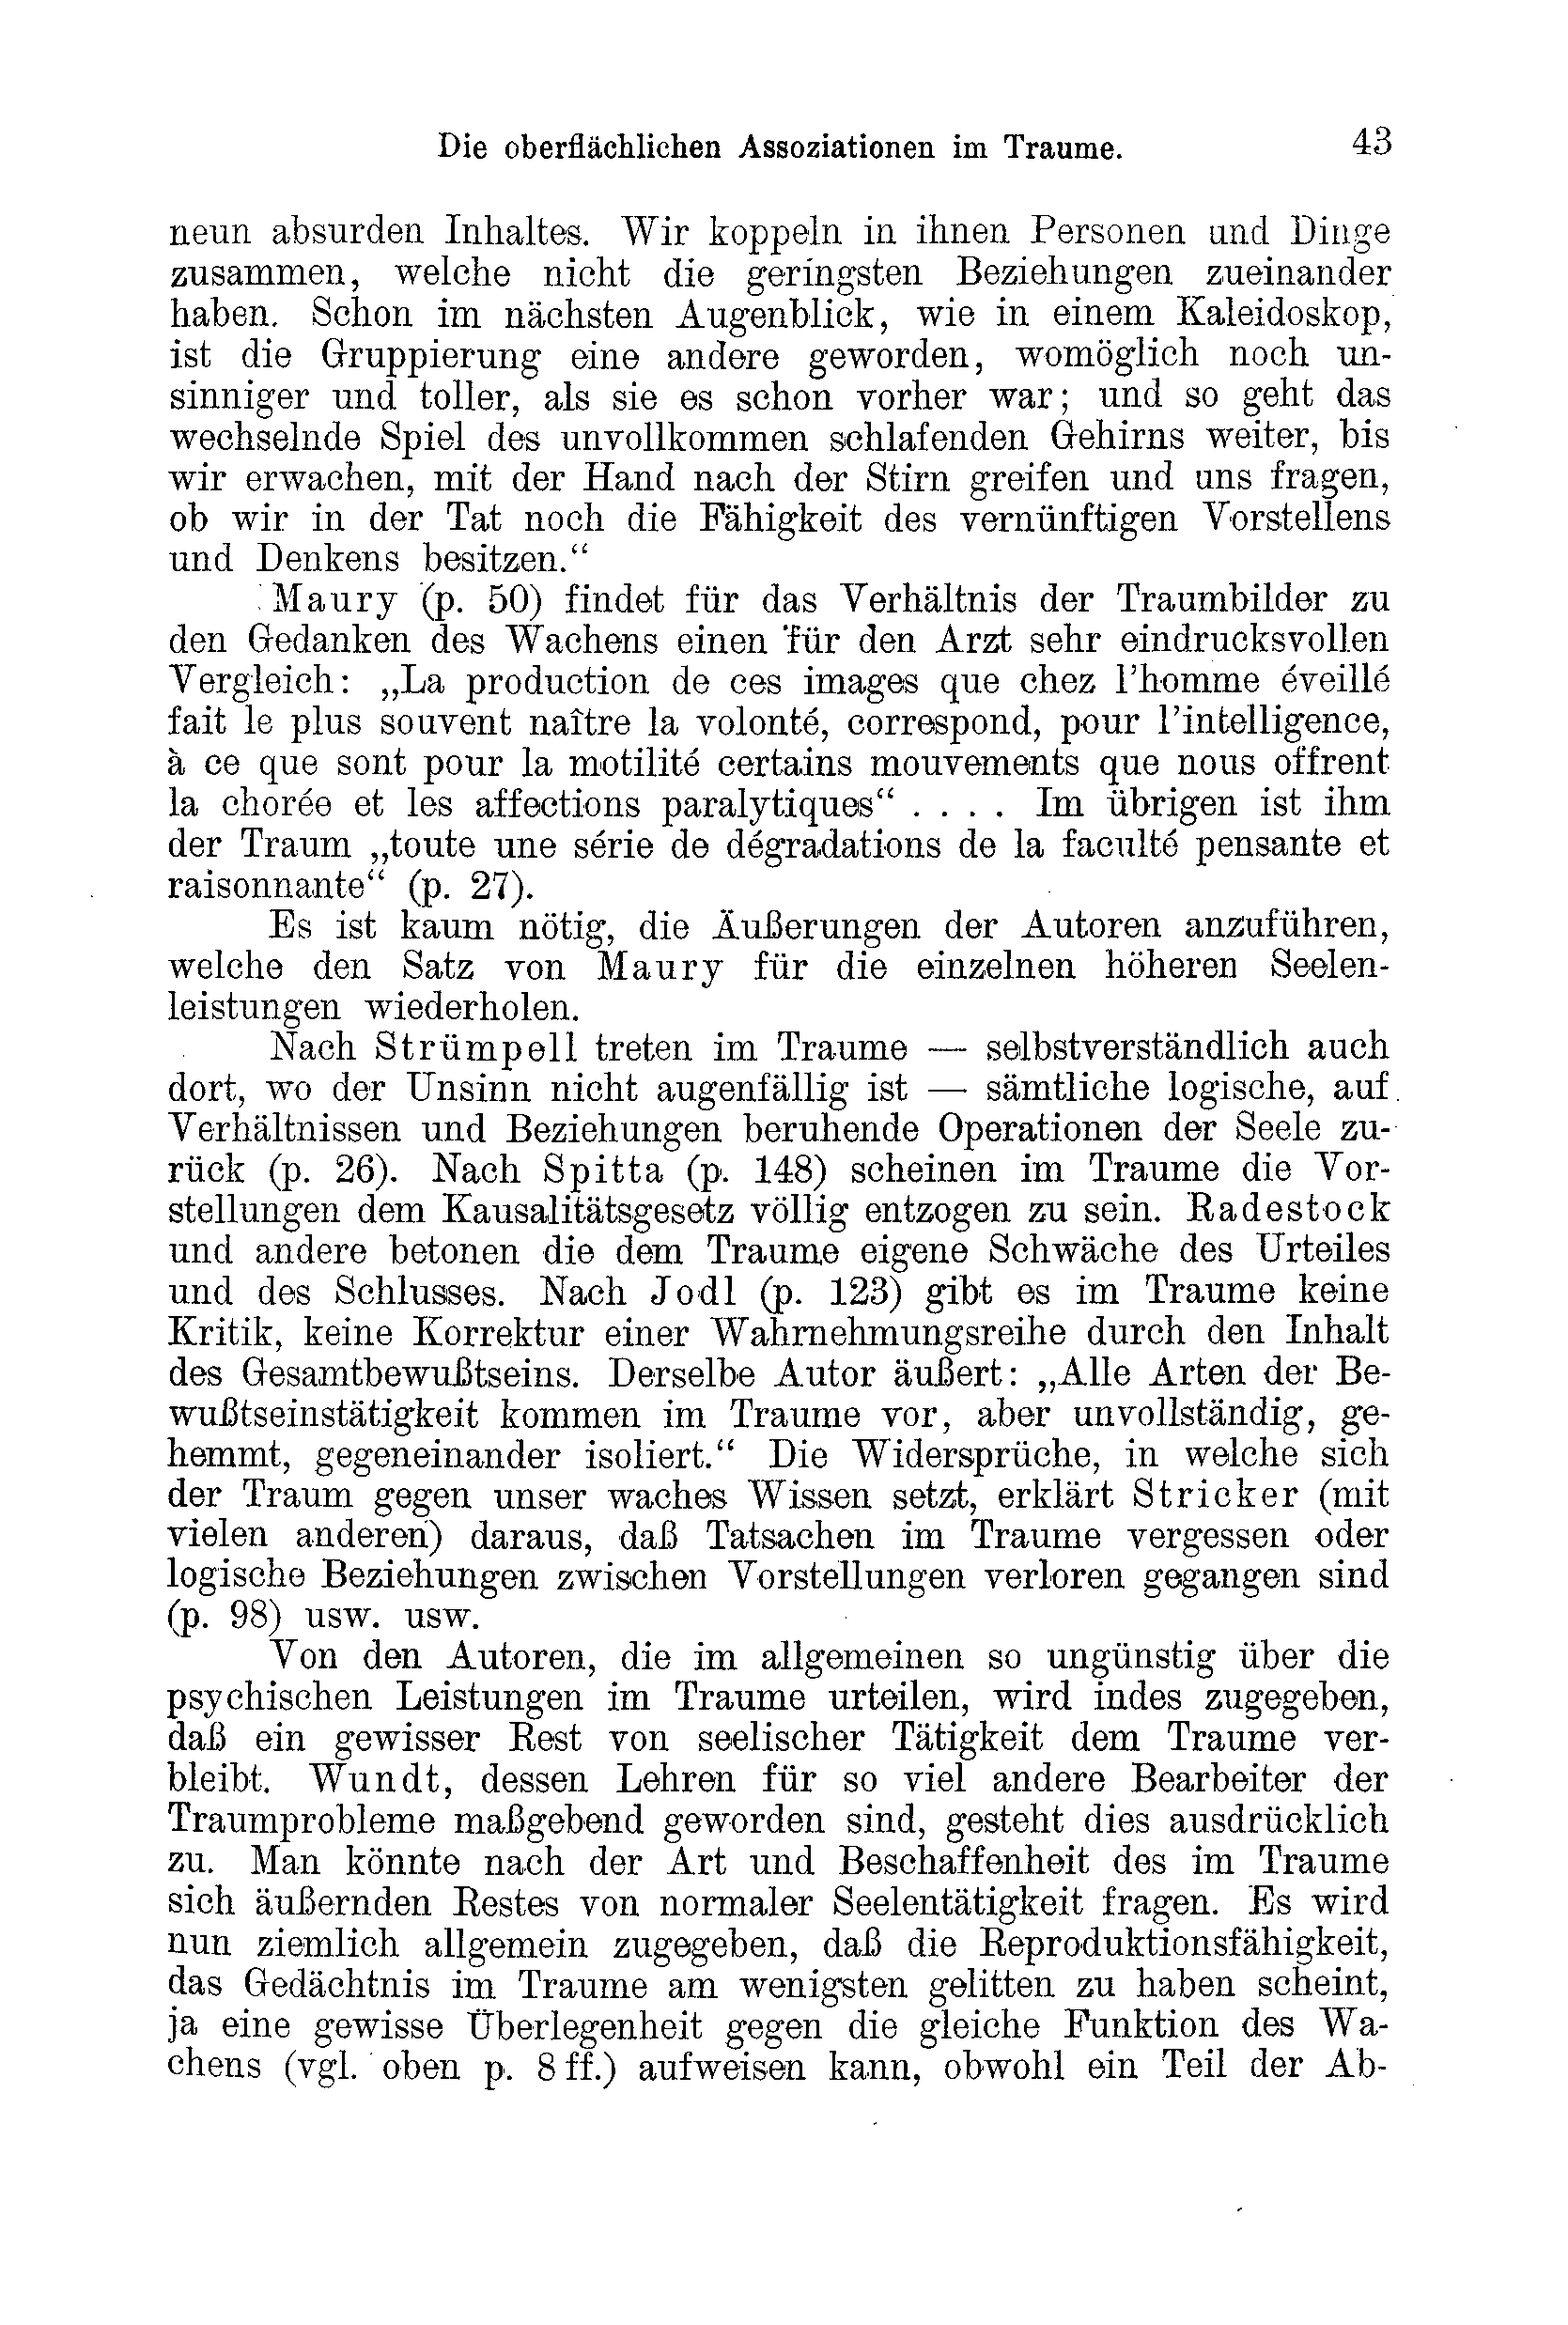 Die oberflächlichen Assoziationen im Traume. 43
neun absurden Inhaltes. Wir koppeln in ihnen Personen und Dinge
zusammen, welche nicht die geringsten Beziehungen zueinander
haben. Schon im nächsten Augenblick, wie in einem Kaleidoskop,
ist die Gruppierung eine andere geworden, womöglich noch un-
sinniger und toller, als sie es schon vorher war; und so geht das
wechselnde Spiel des unvollkommen schlafenden Gehirns weiter, bis
wir erwachen, mit der Hand nach der Stirn greifen und uns fragen,
ob wir in der Tat noch die Fähigkeit des vernünftigen Vorstellens
und Denkens besitzen.“
Maury (p. 50) findet für das Verhältnis der Traumbilder zu
den Gedanken des Wachens einen für den Arzt sehr eindrucksvollen
Vergleich: „La production de ces images que chez l’homme éveillé
fait le plus souvent naître la volonté, correspond, pour l’intelligence,
à ce que sont pour la motilité certains mouvements que nous offrent
la chorée et les affections paralytiques“ . . . . Im übrigen ist ihm
der Traum „toute une série de dégradations de la faculté pensante et
raisonnante“ (p. 27).
Es ist kaum nötig, die Äußerungen der Autoren anzuführen,
welche den Satz von Maury für die einzelnen höheren Seelen-
leistungen wiederholen.
Nach Strümpell treten im Traume — selbstverständlich auch
dort, wo der Unsinn nicht augenfällig ist — sämtliche logische, auf
Verhältnissen und Beziehungen beruhende Operationen der Seele zu-
rück (p. 26). Nach Spitta (p. 148) scheinen im Traume die Vor-
stellungen dem Kausalitätsgesetz völlig entzogen zu sein. Radestock
und andere betonen die dem Traume eigene Schwäche des Urteiles
und des Schlusses. Nach Jodl (p. 123) gibt es im Traume keine
Kritik, keine Korrektur einer Wahrnehmungsreihe durch den Inhalt
des Gesamtbewußtseins. Derselbe Autor äußert: „Alle Arten der Be-
wußtseinstätigkeit kommen im Traume vor, aber unvollständig, ge-
hemmt, gegeneinander isoliert.“ Die Widersprüche, in welche sich
der Traum gegen unser waches Wissen setzt, erklärt Stricker (mit
vielen anderen) daraus, daß Tatsachen im Traume vergessen oder
logische Beziehungen zwischen Vorstellungen verloren gegangen sind
(p. 98) usw. usw.
Von den Autoren, die im allgemeinen so ungünstig über die
psychischen Leistungen im Traume urteilen, wird indes zugegeben,
daß ein gewisser Rest von seelischer Tätigkeit dem Traume ver-
bleibt. Wundt, dessen Lehren für so viel andere Bearbeiter der
Traumprobleme maßgebend geworden sind, gesteht dies ausdrücklich
zu. Man könnte nach der Art und Beschaffenheit des im Traume
sich äußernden Restes von normaler Seelentätigkeit fragen. Es wird
nun ziemlich allgemein zugegeben, daß die Reproduktionsfähigkeit,
das Gedächtnis im Traume am wenigsten gelitten zu haben scheint,
ja eine gewisse Überlegenheit gegen die gleiche Funktion des Wa-
chens (vgl. oben p. 8 ff.) aufweisen kann, obwohl ein Teil der Ab-